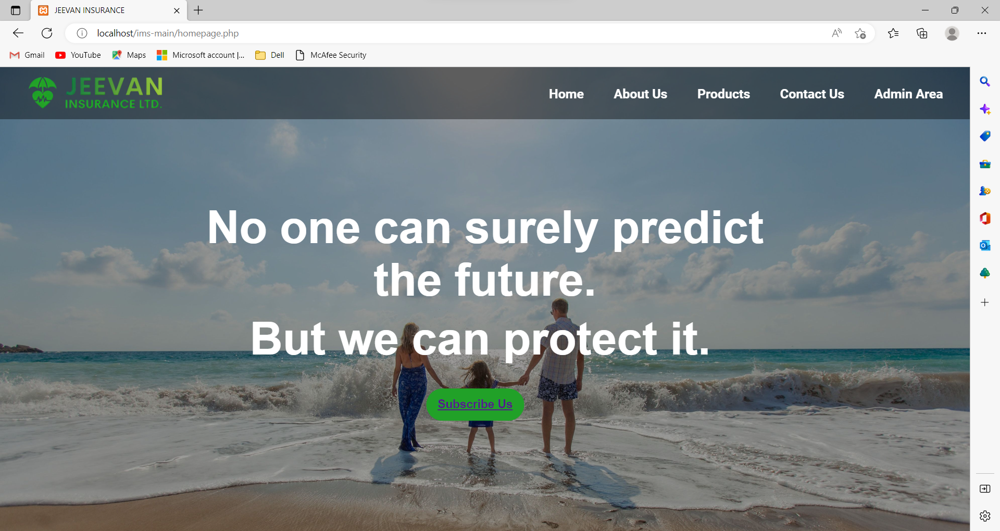 JEEVAN INSURANCE
localhost/ims-main/homepage.php
Gmail YouTube Maps Microsoft account |... Dell McAfee Security
JEEVAN
INSURANCE LTD.
Home About Us Products Contact Us Admin Area
No one can surely predict
the future.
But we can protect it.
Subscribe Us